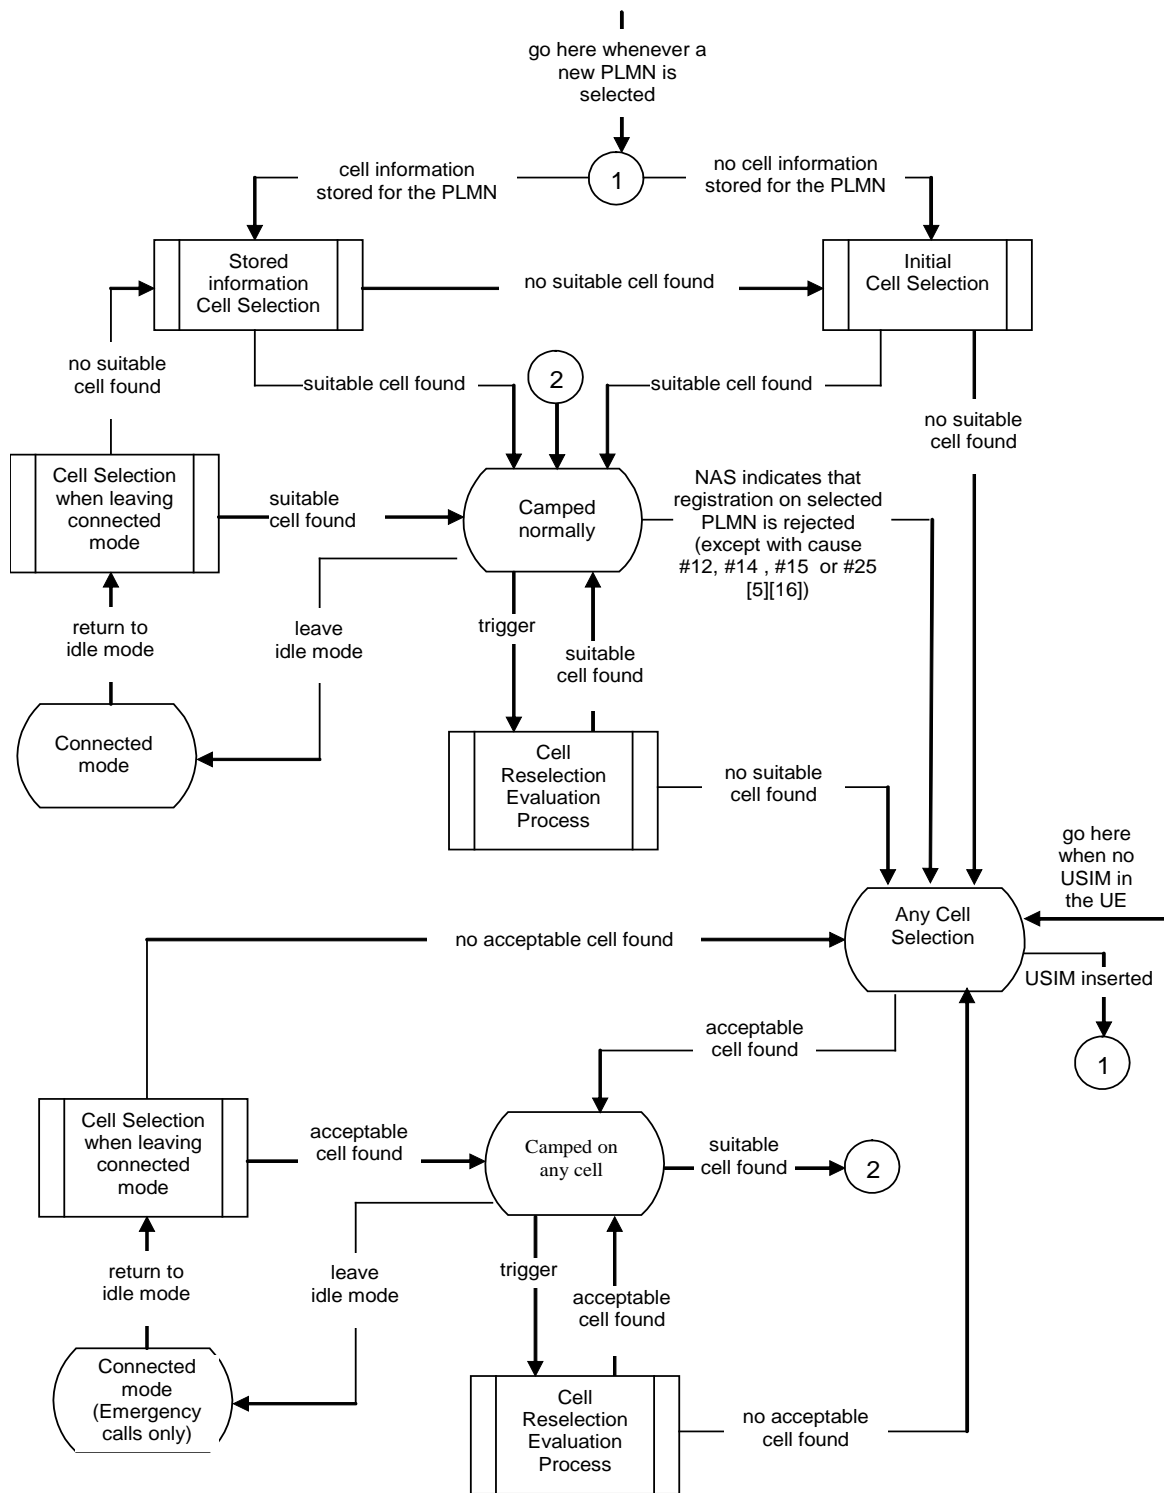 go here whenever a
new PLMN is
selected
1
cell information
stored for the PLMN
no cell information
stored for the PLMN
Stored
information
Cell Selection
no suitable cell found
Initial
Cell Selection
no suitable
cell found
suitable cell found
2
suitable cell found
no suitable
cell found
Cell Selection
when leaving
connected
mode
suitable
cell found
Camped
normally
NAS indicates that
registration on selected
PLMN is rejected
(except with cause
#12, #14 , #15 or #25
[5][16])
return to
idle mode
leave
idle mode
trigger
suitable
cell found
Connected
mode
Cell
Reselection
Evaluation
Process
no suitable
cell found
go here
when no
USIM in
the UE
Any Cell
Selection
no acceptable cell found
USIM inserted
1
acceptable
cell found
Cell Selection
when leaving
connected
mode
acceptable
cell found
Camped on
any cell
suitable
cell found
2
return to
idle mode
leave
idle mode
trigger
acceptable
cell found
Connected
mode
(Emergency
calls only)
Cell
Reselection
Evaluation
Process
no acceptable
cell found